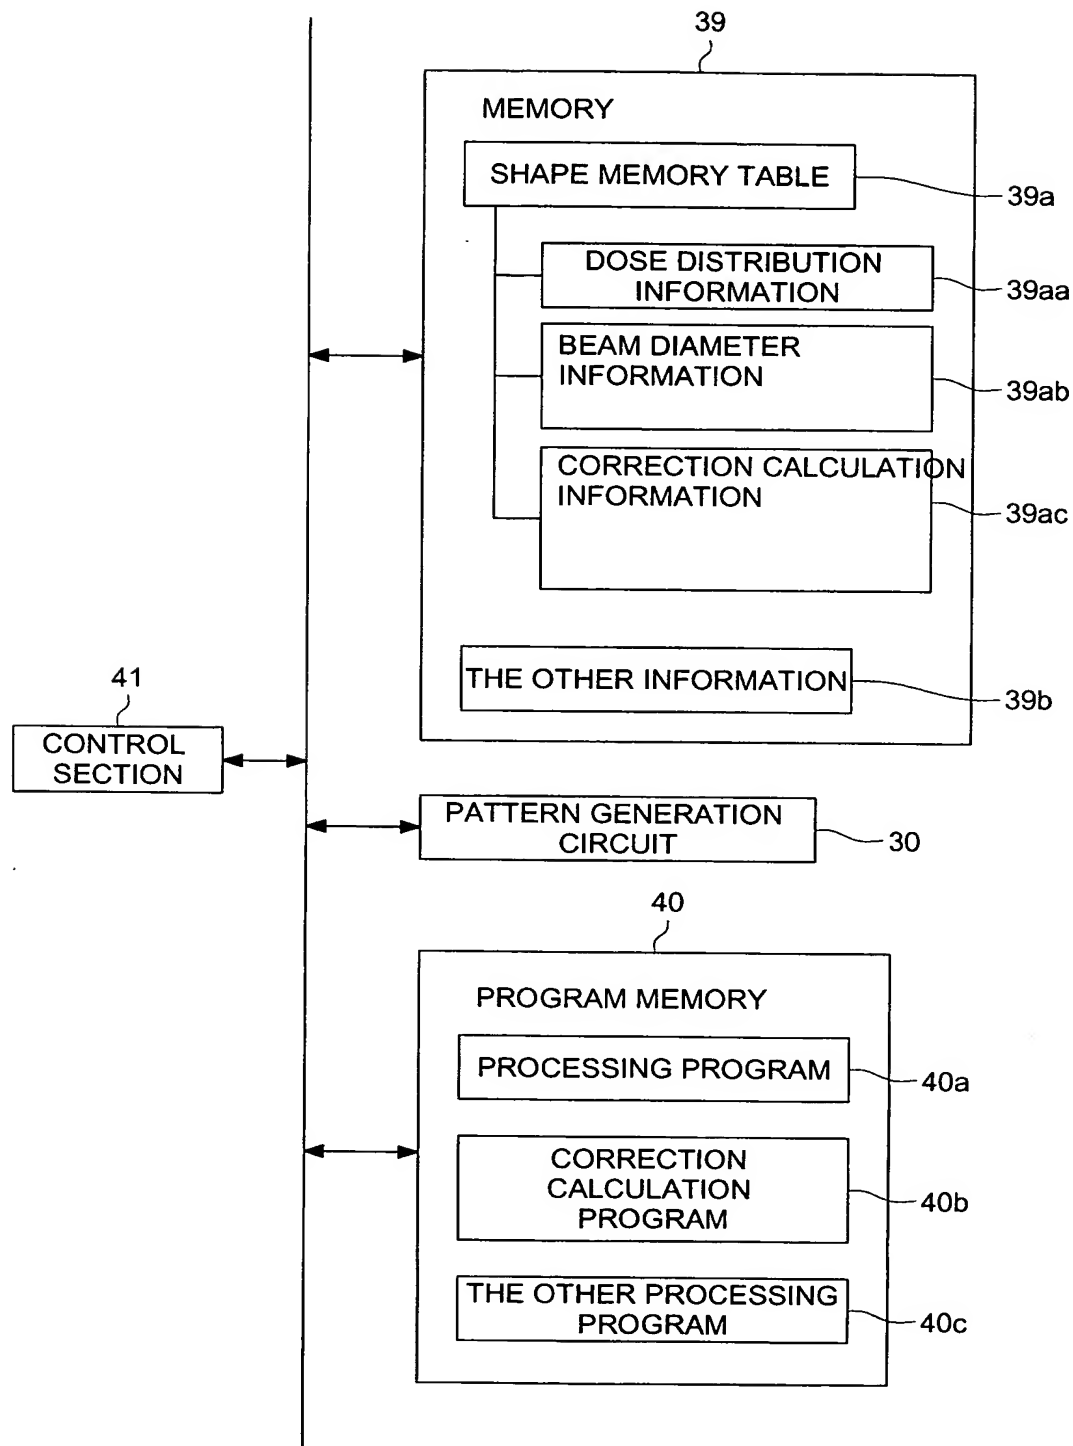 39
MEMORY
SHAPE MEMORY TABLE
39a
DOSE DISTRIBUTION
INFORMATION
39aa
BEAM DIAMETER
INFORMATION
39ab
CORRECTION CALCULATION
INFORMATION
39ac
THE OTHER INFORMATION
39b
41
CONTROL
SECTION
PATTERN GENERATION
CIRCUIT
30
40
PROGRAM MEMORY
PROCESSING PROGRAM
40a
CORRECTION
CALCULATION
PROGRAM
40b
THE OTHER PROCESSING
PROGRAM
40c